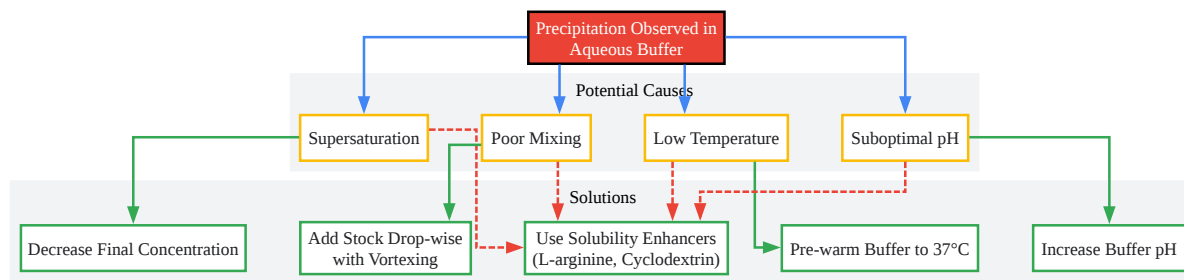 Precipitation Observed in
Aqueous Buffer
Potential Causes
Supersaturation
Poor Mixing
Low Temperature
Suboptimal pH
Solutions
Decrease Final Concentration
Add Stock Drop-wise
with Vortexing
Use Solubility Enhancers
(L-arginine, Cyclodextrin)
Pre-warm Buffer to 37°C
Increase Buffer pH